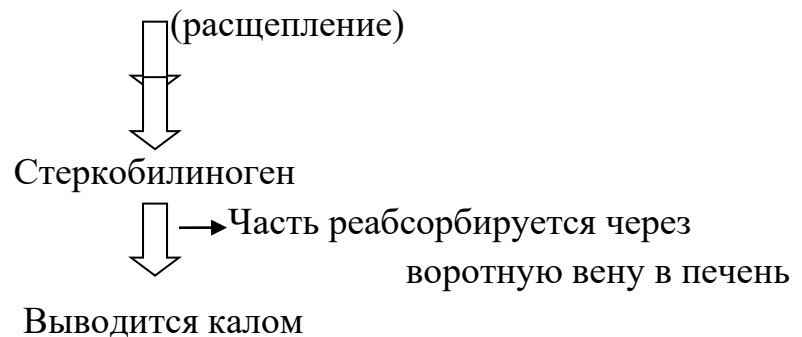 (расщепление)
Стеркобилиноген
Часть реабсорбируется через
воротную вену в печень
Выводится калом